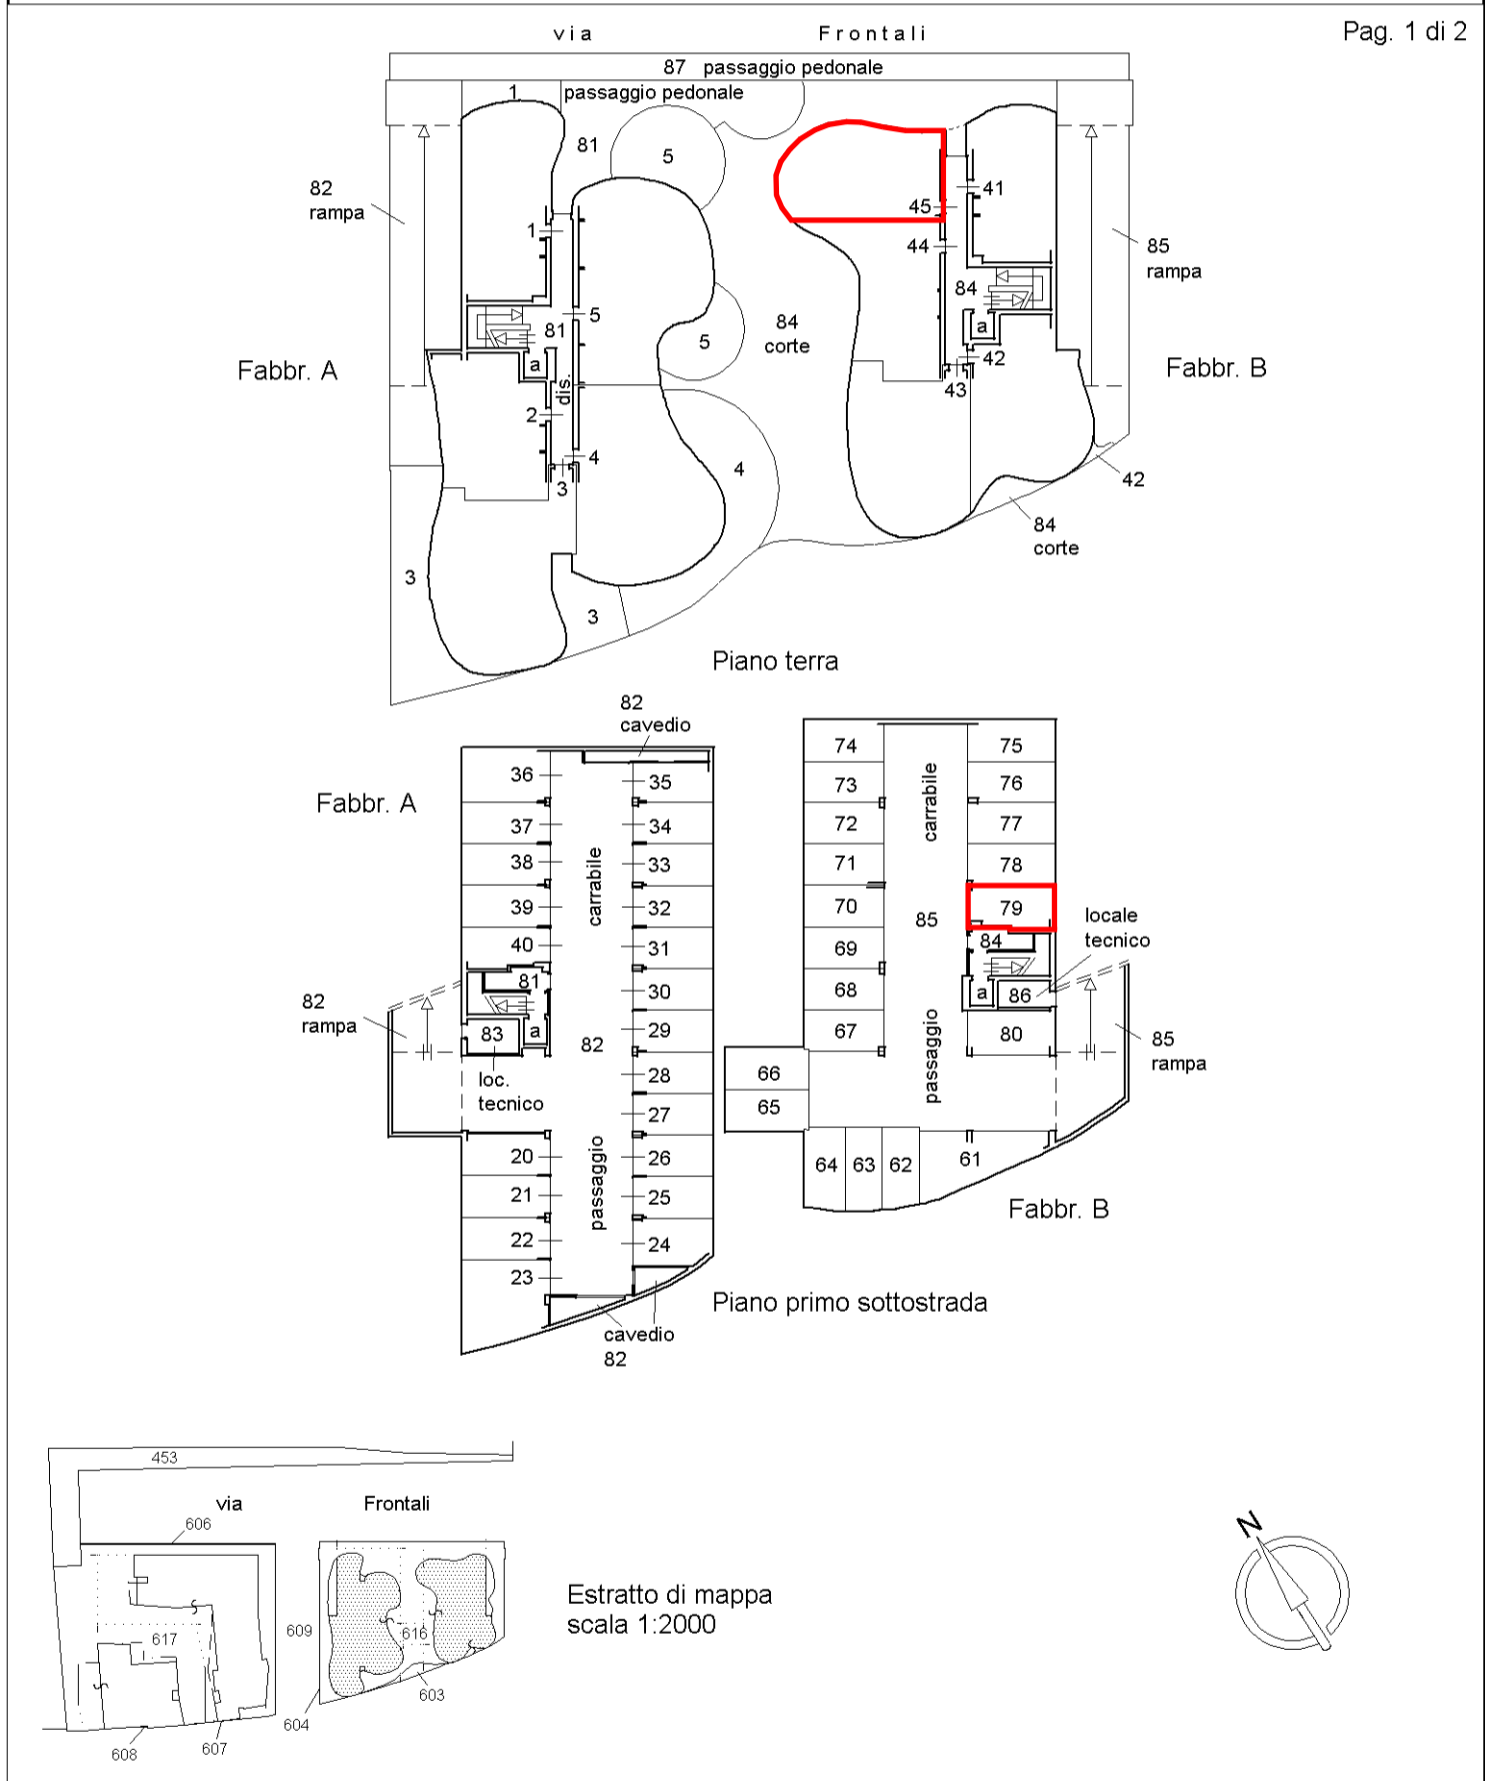 Pag. 1 di 2
via Frontali
87 passaggio pedonale
1 passaggio pedonale
81
5
82
rampa
1
5
81
a
dis.
2
4
3
5
4
3
3
Fabbr. A
84
corte
45
44
41
84
a
42
43
85
rampa
Fabbr. B
42
84
corte
Piano terra
82
cavedio
Fabbr. A
36
35
37
34
38
33
39
32
40
31
81
30
83
a
29
82
28
27
20
26
21
25
22
24
23
carrabile
passaggio
82
rampa
loc.
tecnico
cavedio
82
74
75
73
76
72
77
71
78
70
79
85
69
84
68
a
86
67
80
66
65
64
63
62
61
carrabile
passaggio
locale
tecnico
85
rampa
Fabbr. B
Piano primo sottostrada
453
via Frontali
606
617
609
616
603
604
607
608
Estratto di mappa
scala 1:2000
N